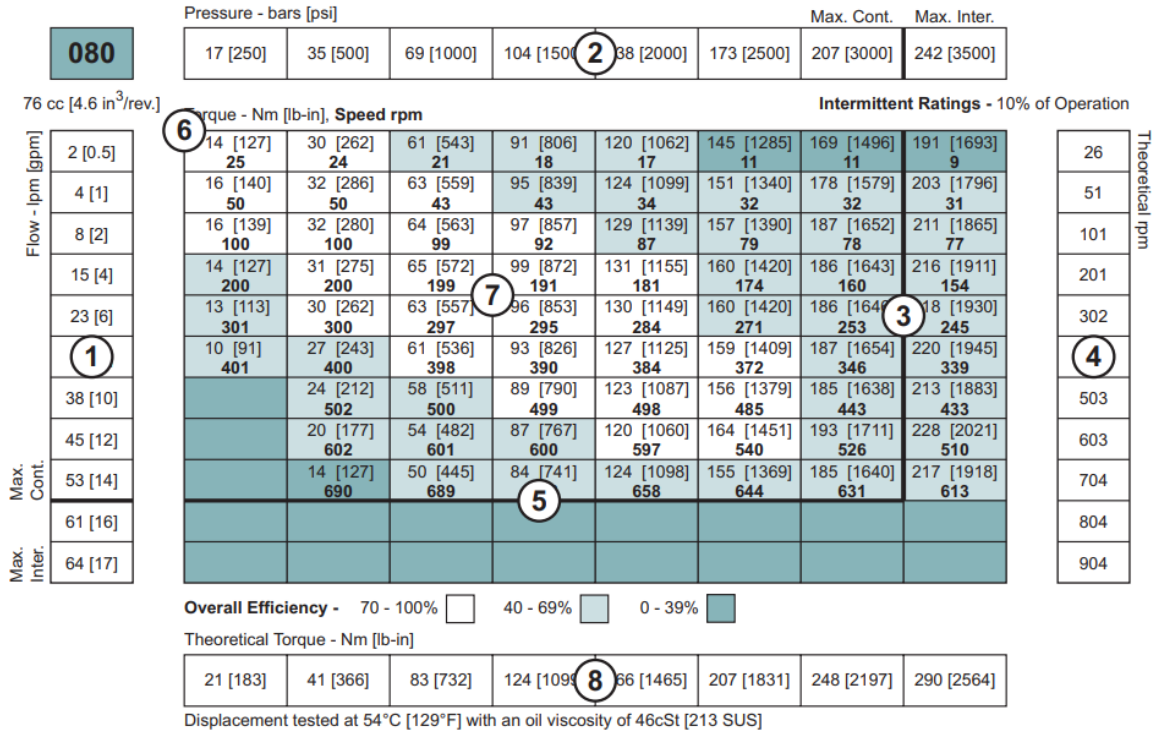 Pressure - bars [psi] Max. Cont. Max. Inter.
080 17 [250] 35 [500] 69 [1000] 104 [1500 2 38 [2000] 173 [2500] 207 [3000] 242 [3500]
76 cc [4.6 in³/rev.] Torque - Nm [lb-in], Speed rpm Intermittent Ratings - 10% of Operation
6
Flow - lpm [gpm]
Theoretical rpm
2 [0.5] 14 [127] 30 [262] 61 [543] 91 [806] 120 [1062] 145 [1285] 169 [1496] 191 [1693] 26
25 24 21 18 17 11 11 9
4 [1] 16 [140] 32 [286] 63 [559] 95 [839] 124 [1099] 151 [1340] 178 [1579] 203 [1796] 51
50 50 43 43 34 32 32 31
8 [2] 16 [139] 32 [280] 64 [563] 97 [857] 129 [1139] 157 [1390] 187 [1652] 211 [1865] 101
100 100 99 92 87 79 78 77
15 [4] 14 [127] 31 [275] 65 [572] 99 [872] 131 [1155] 160 [1420] 186 [1643] 216 [1911] 201
200 200 199 191 181 174 160 154
7
23 [6] 13 [113] 30 [262] 63 [557] 96 [853] 130 [1149] 160 [1420] 186 [1646 3 18 [1930] 302
301 300 297 295 284 271 253 245
1 10 [91] 27 [243] 61 [536] 93 [826] 127 [1125] 159 [1409] 187 [1654] 220 [1945] 4
401 400 398 390 384 372 346 339
38 [10] 24 [212] 58 [511] 89 [790] 123 [1087] 156 [1379] 185 [1638] 213 [1883] 503
502 500 499 498 485 443 433
45 [12] 20 [177] 54 [482] 87 [767] 120 [1060] 164 [1451] 193 [1711] 228 [2021] 603
602 601 600 597 540 526 510
Max. Cont.
53 [14] 14 [127] 50 [445] 84 [741] 124 [1098] 155 [1369] 185 [1640] 217 [1918] 704
690 689 5 658 644 631 613
61 [16] 804
Max. Inter.
64 [17] 904
Overall Efficiency - 70 - 100% 40 - 69% 0 - 39%
Theoretical Torque - Nm [lb-in]
21 [183] 41 [366] 83 [732] 124 [1099 8 66 [1465] 207 [1831] 248 [2197] 290 [2564]
Displacement tested at 54°C [129°F] with an oil viscosity of 46cSt [213 SUS]